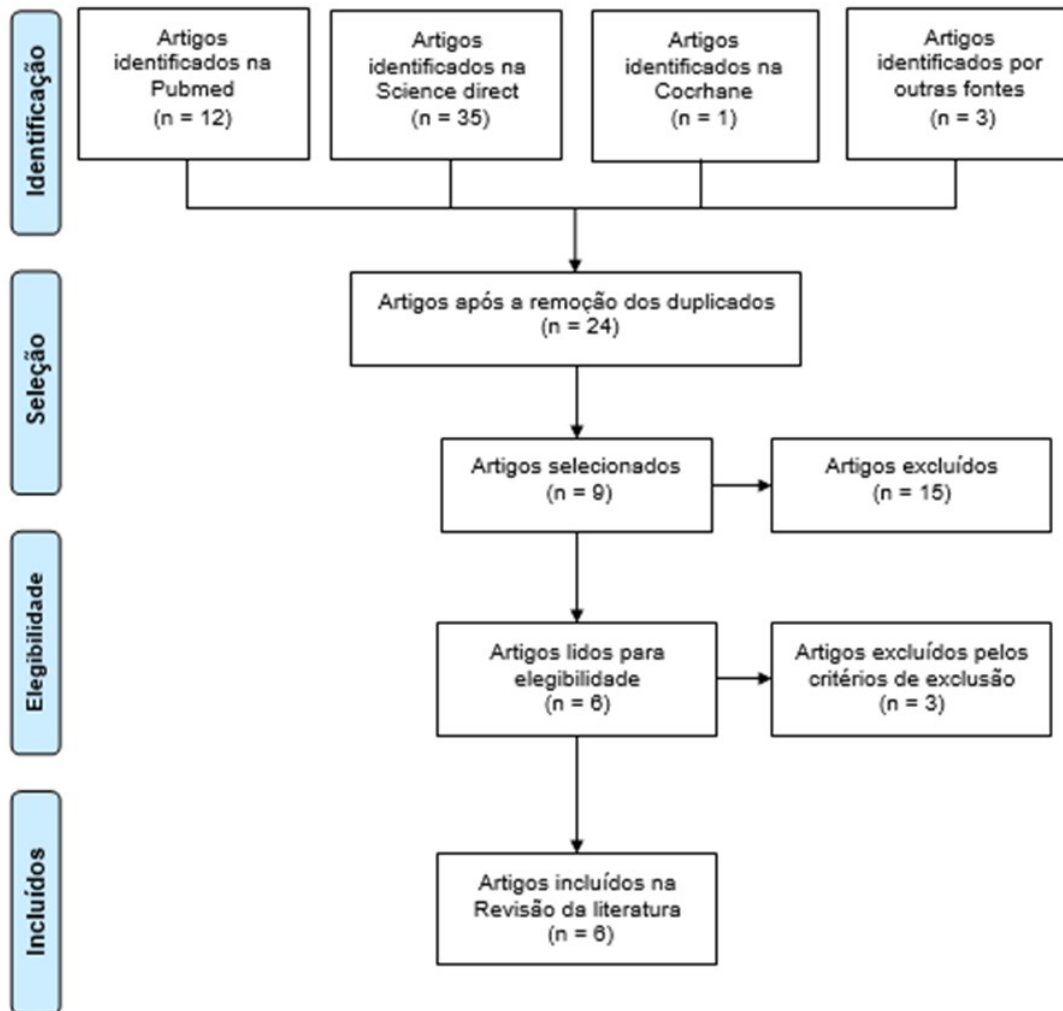 Identificação
Artigos
identificados na
Pubmed
(n = 12)
Artigos
identificados na
Science direct
(n = 35)
Artigos
identificados na
Cocrhane
(n = 1)
Artigos
identificados por
outras fontes
(n = 3)
Seleção
Artigos após a remoção dos duplicados
(n = 24)
Artigos selecionados
(n = 9)
Artigos excluídos
(n = 15)
Elegibilidade
Artigos lidos para
elegibilidade
(n = 6)
Artigos excluídos pelos
critérios de exclusão
(n = 3)
Incluídos
Artigos incluídos na
Revisão da literatura
(n = 6)